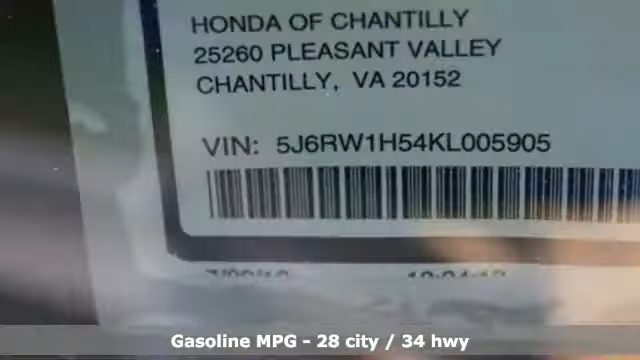 HONDA OF CHANTILLY
25260 PLEASANT VALLEY
CHANTILLY, VA 20152
VIN: 5J6RW1H54KL005905
Gasoline MPG - 28 city / 34 hwy